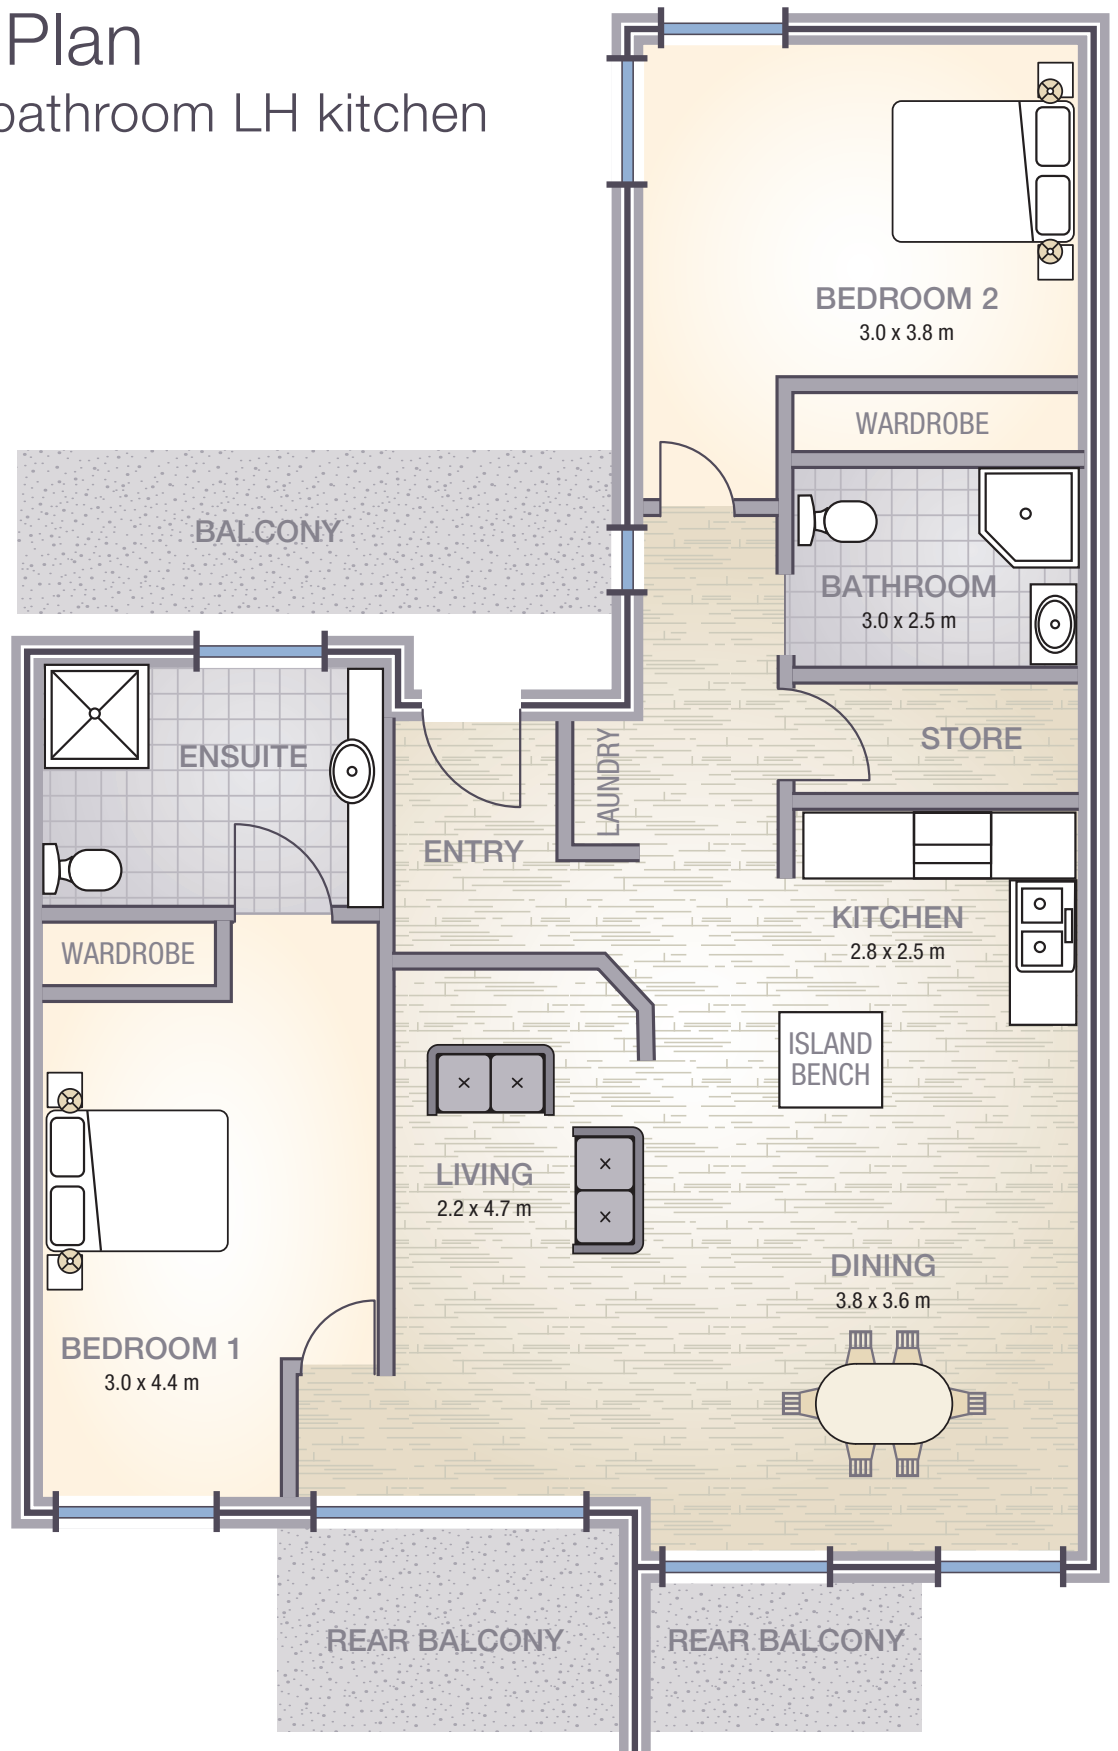 Plan
bathroom LH kitchen
BEDROOM 2
3.0 x 3.8 m
WARDROBE
BALCONY
BATHROOM
3.0 x 2.5 m
ENSUITE
LAUNDRY
STORE
ENTRY
KITCHEN
2.8 x 2.5 m
WARDROBE
ISLAND
BENCH
LIVING
2.2 x 4.7 m
DINING
3.8 x 3.6 m
BEDROOM 1
3.0 x 4.4 m
REAR BALCONY
REAR BALCONY